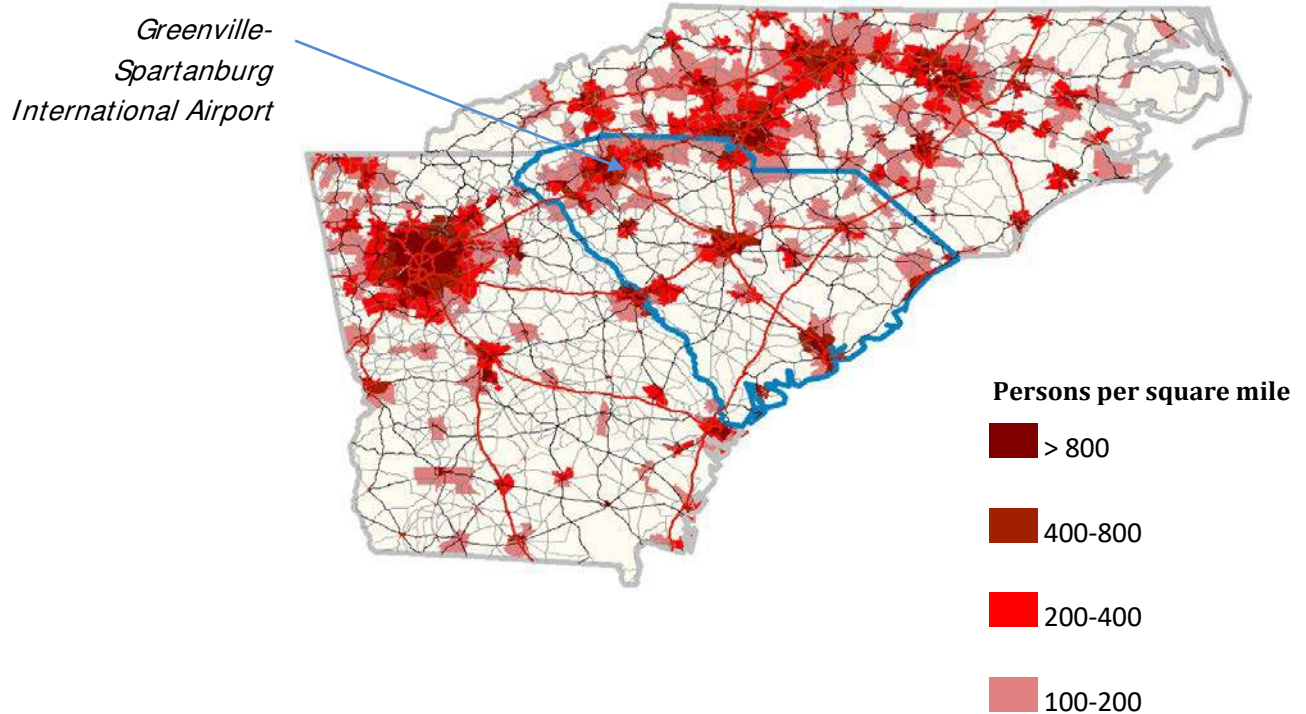 Greenville-
Spartanburg
International Airport
Persons per square mile
> 800
400-800
200-400
100-200